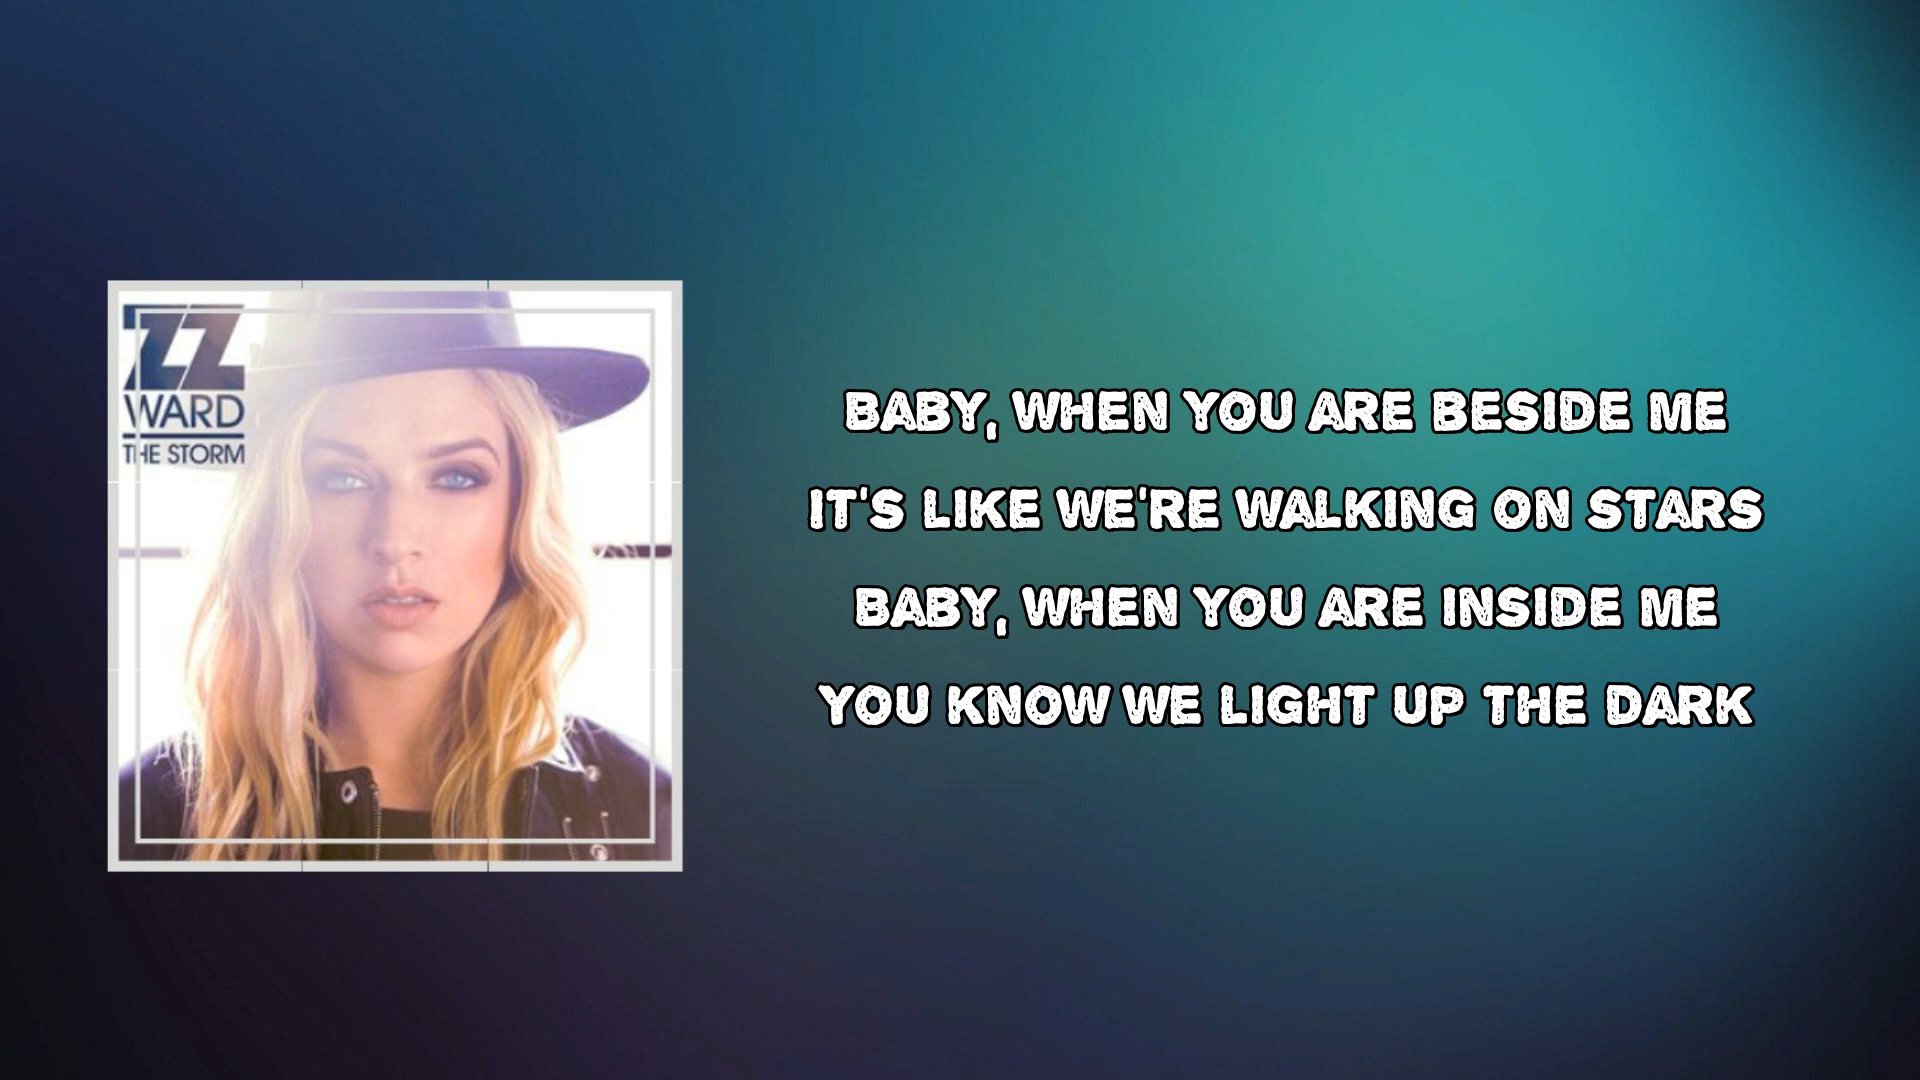 ZZ
WARD
THE STORM
BABY, WHEN YOU ARE BESIDE ME
IT'S LIKE WE'RE WALKING ON STARS
BABY, WHEN YOU ARE INSIDE ME
YOU KNOW WE LIGHT UP THE DARK